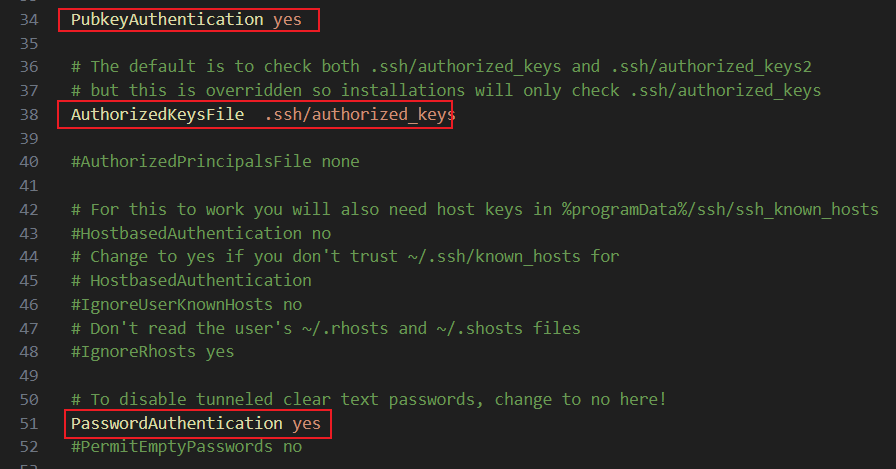 34 PubkeyAuthentication yes
35
36 # The default is to check both .ssh/authorized_keys and .ssh/authorized_keys2
37 # but this is overridden so installations will only check .ssh/authorized_keys
38 AuthorizedKeysFile  .ssh/authorized_keys
39
40 #AuthorizedPrincipalsFile none
41
42 # For this to work you will also need host keys in %programData%/ssh/ssh_known_hosts
43 #HostbasedAuthentication no
44 # Change to yes if you don't trust ~/.ssh/known_hosts for
45 # HostbasedAuthentication
46 #IgnoreUserKnownHosts no
47 # Don't read the user's ~/.rhosts and ~/.shosts files
48 #IgnoreRhosts yes
49
50 # To disable tunneled clear text passwords, change to no here!
51 PasswordAuthentication yes
52 #PermitEmptyPasswords no